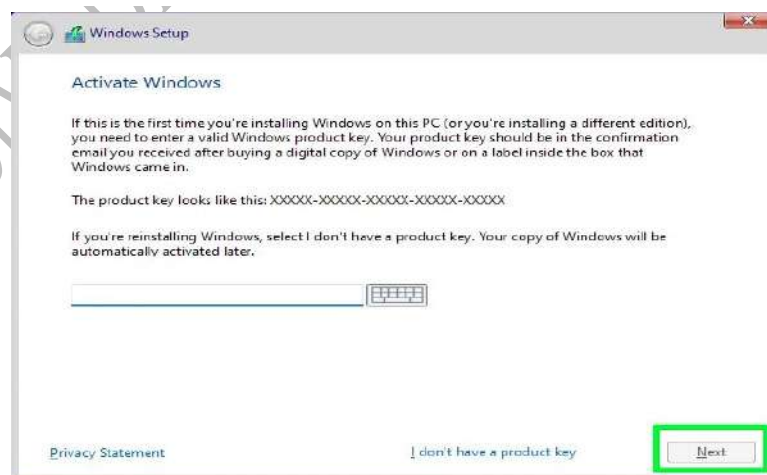 Windows Setup
Activate Windows
If this is the first time you're installing Windows on this PC (or you're installing a different edition),
you need to enter a valid Windows product key. Your product key should be in the confirmation
email you received after buying a digital copy of Windows or on a label inside the box that
Windows came in.
The product key looks like this: XXXXX-XXXXX-XXXXX-XXXXX-XXXXX
If you're reinstalling Windows, select I don't have a product key. Your copy of Windows will be
automatically activated later.
Privacy Statement
I don't have a product key
Next